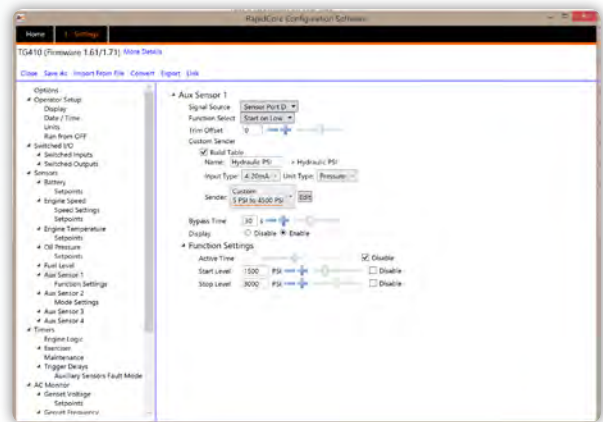 RapidCore Configuration Software
Home
Settings
TG410 (Firmware 1.61/1.71) More Details
Close Save As Import From File Convert Export Link
Options
Operator Setup
Display
Date / Time
Units
Run from OFF
Switched I/O
Switched Inputs
Switched Outputs
Sensors
Battery
Setpoints
Engine Speed
Speed Settings
Setpoints
Engine Temperature
Setpoints
Oil Pressure
Setpoints
Fuel Level
Aux Sensor 1
Function Settings
Aux Sensor 2
Mode Settings
Aux Sensor 3
Aux Sensor 4
Timers
Engine Logic
Exerciser
Maintenance
Trigger Delays
Auxiliary Sensors Fault Mode
AC Monitor
Genset Voltage
Setpoints
Genset Frequency
Aux Sensor 1
Signal Source Sensor Port D
Function Select Start on Low
Trim Offset 0
Custom Sender
Build Table
Name: Hydraulic PSI > Hydraulic PSI
Input Type: 4-20mA Unit Type: Pressure
Sender: Custom
5 PSI to 4500 PSI Edit
Bypass Time 30 s
Display Disable Enable
Function Settings
Active Time Disable
Start Level 1500 PSI Disable
Stop Level 3000 PSI Disable